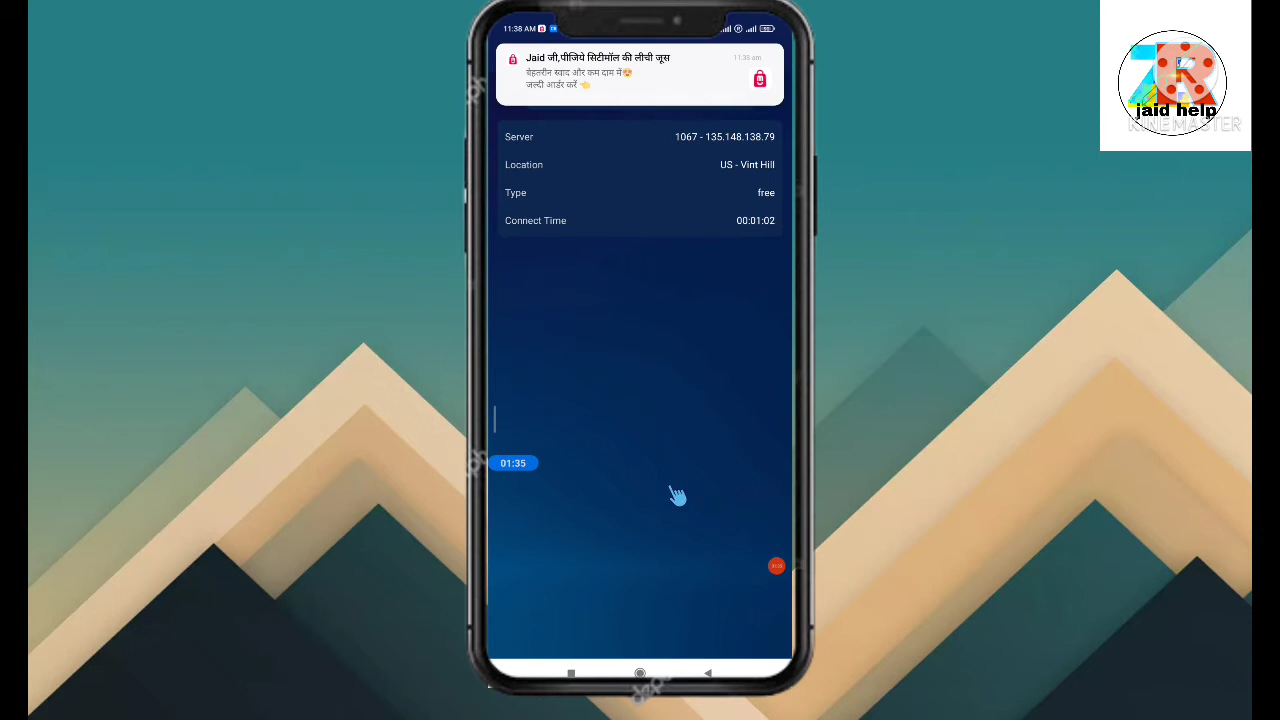 11:38 AM
Jaid जी,पीजिये सिटीमॉल की लीची जूस
11:38 am
बेहतरीन स्वाद और कम दाम में😍
जल्दी आर्डर करें 👈
Server 1067 - 135.148.138.79
Location US - Vint Hill
Type free
Connect Time 00:01:02
01:35
ZR
jaid help
KINEMASTER